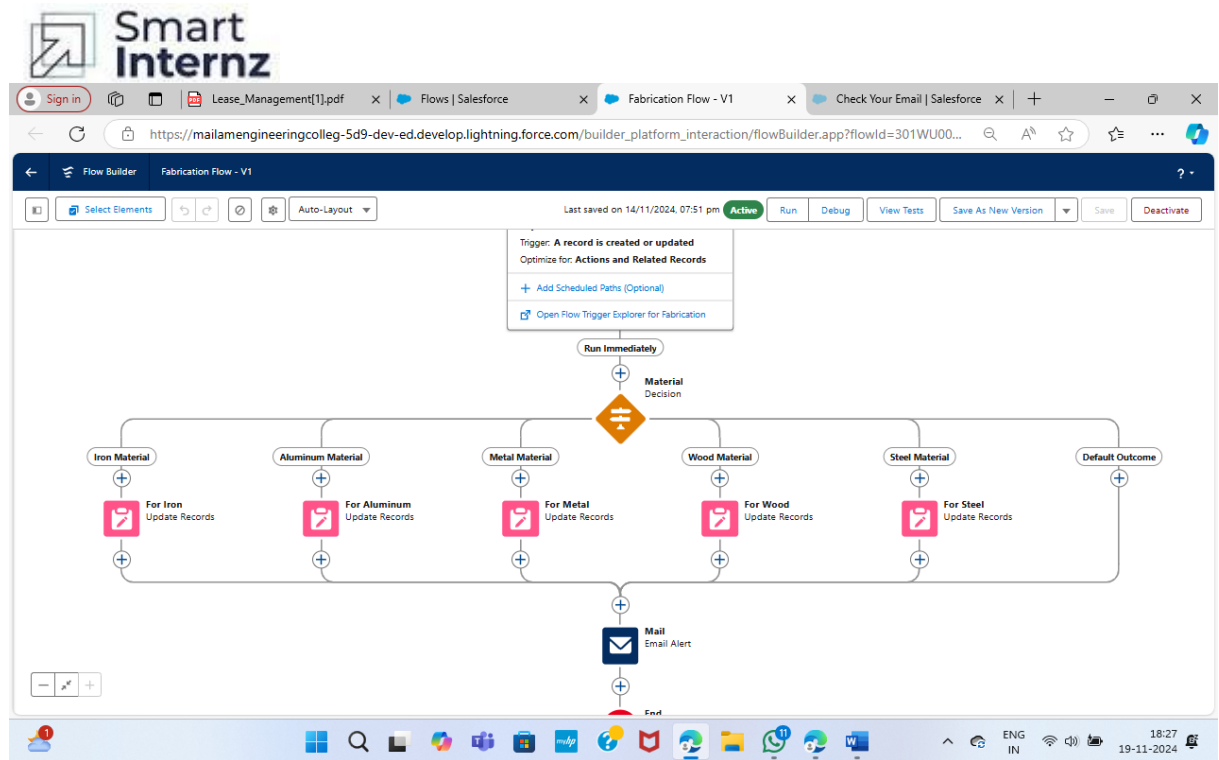 Smart
Internz
Sign in
Lease_Management[1].pdf
Flows | Salesforce
Fabrication Flow - V1
Check Your Email | Salesforce
https://mailamengineeringcolleg-5d9-dev-ed.develop.lightning.force.com/builder_platform_interaction/flowBuilder.app?flowId=301WU00...
Flow Builder
Fabrication Flow - V1
?
Select Elements
Auto-Layout
Last saved on 14/11/2024, 07:51 pm
Active
Run
Debug
View Tests
Save As New Version
Save
Deactivate
Trigger: A record is created or updated
Optimize for: Actions and Related Records
Add Scheduled Paths (Optional)
Open Flow Trigger Explorer for Fabrication
Run Immediately
Material
Decision
Iron Material
Aluminum Material
Metal Material
Wood Material
Steel Material
Default Outcome
For Iron
Update Records
For Aluminum
Update Records
For Metal
Update Records
For Wood
Update Records
For Steel
Update Records
Mail
Email Alert
End
1
myhp
?
11
ENG
IN
18:27
19-11-2024